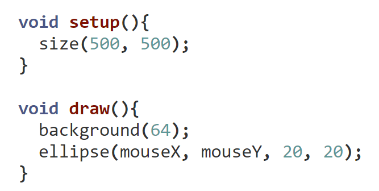 void setup(){
  size(500, 500);
}

void draw(){
  background(64);
  ellipse(mouseX, mouseY, 20, 20);
}